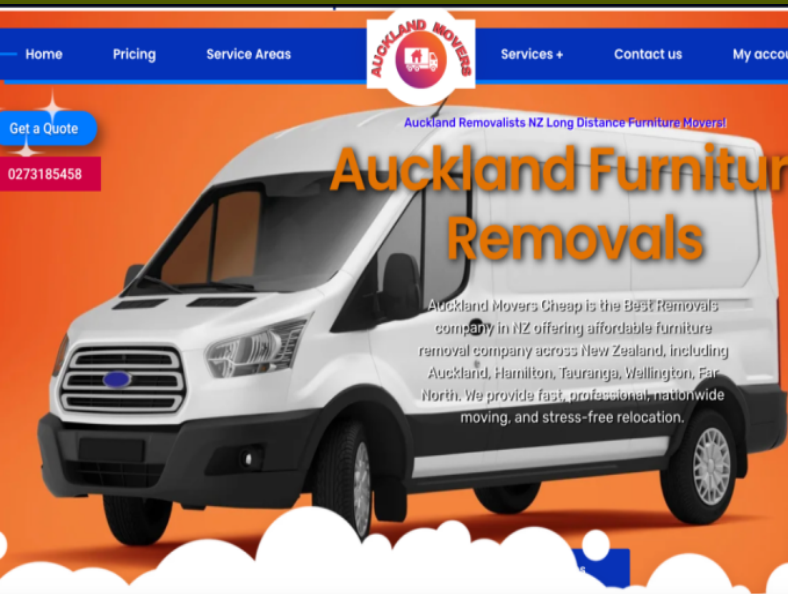 Home
Pricing
Service Areas
AUCKLAND MOVERS
Services +
Contact us
My accou
Get a Quote
0273185458
Auckland Removalists NZ Long Distance Furniture Movers!
Auckland Furnitur
Removals
Auckland Movers Cheap is the Best Removals
company in NZ offering affordable furniture
removal company across New Zealand, including
Auckland, Hamilton, Tauranga, Wellington, Far
North. We provide fast, professional, nationwide
moving, and stress-free relocation.